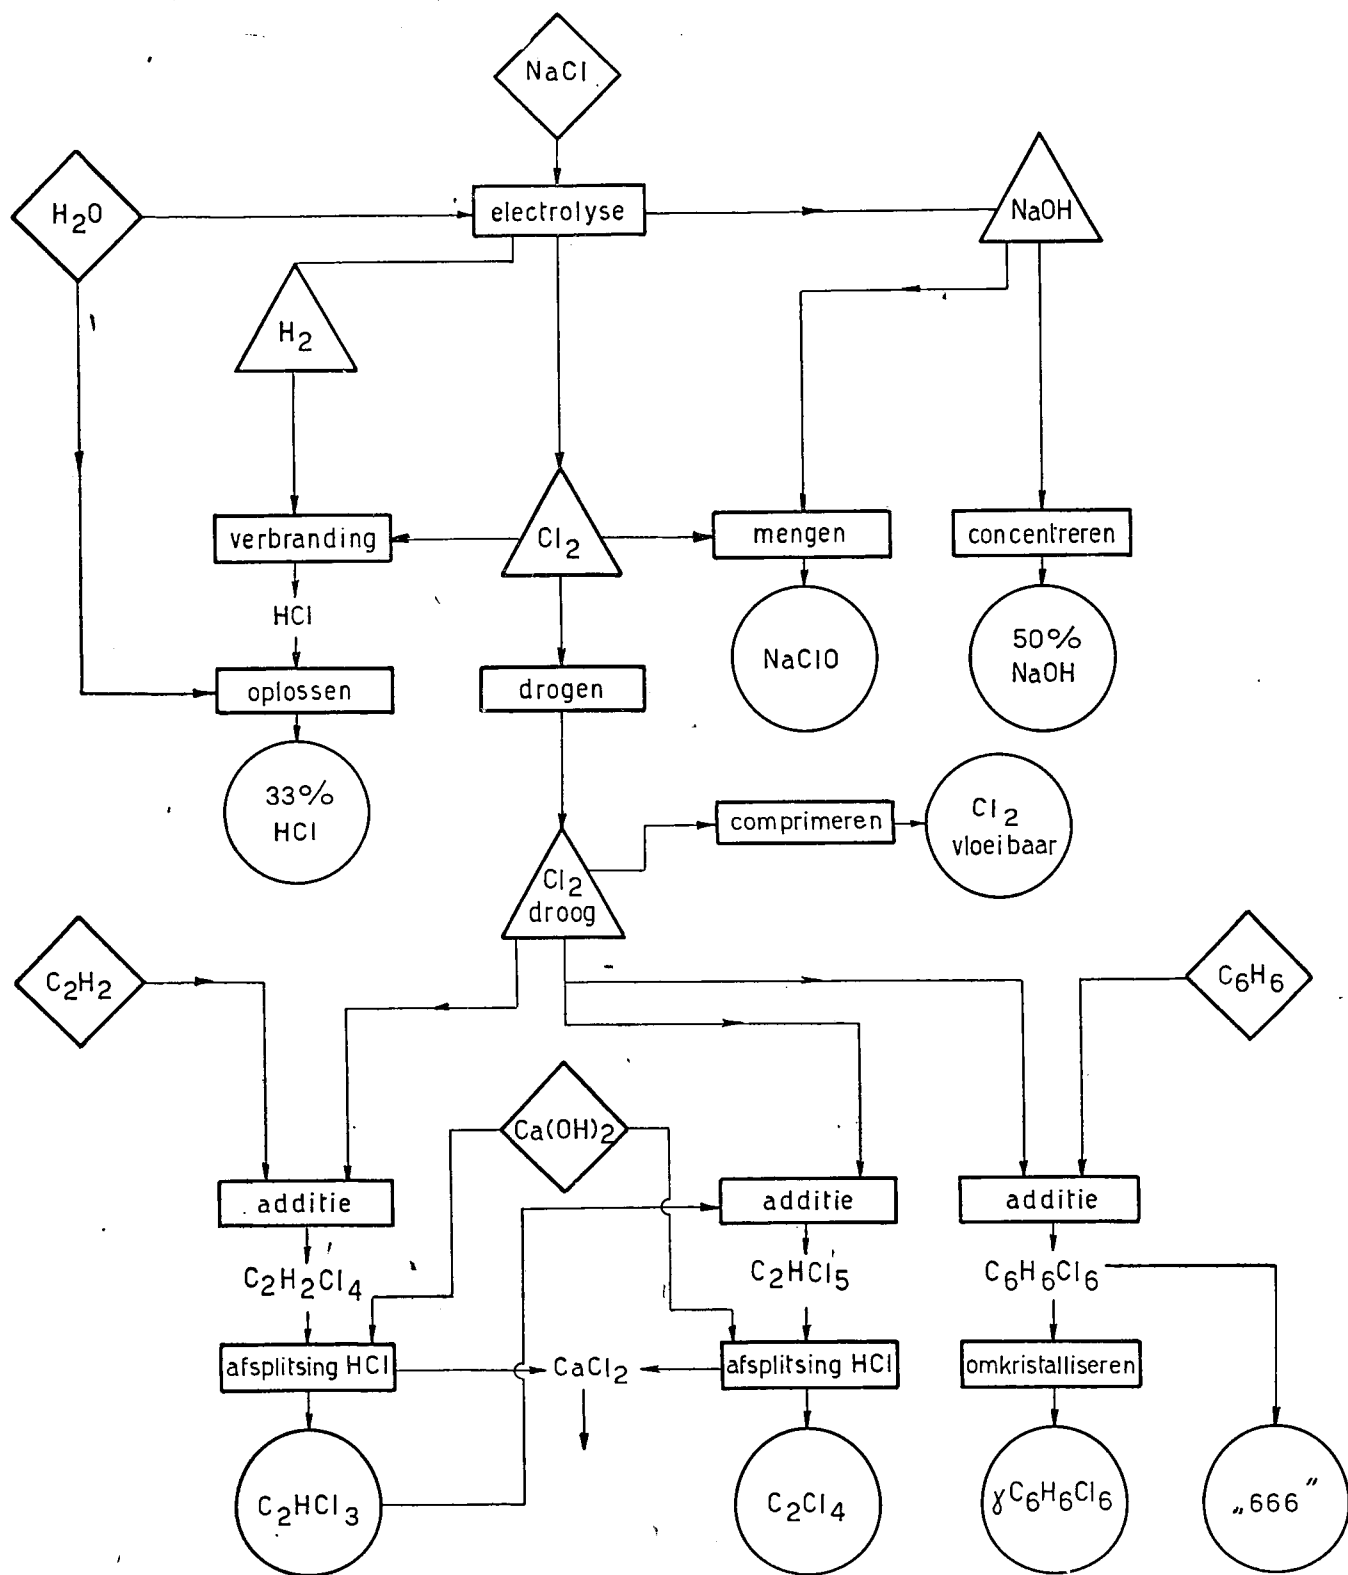 NaCl
H2O
electrolyse
NaOH
H2
verbranding
Cl2
mengen
concentreren
HCl
NaClO
50%
NaOH
oplossen
drogen
33%
HCl
comprimeren
Cl2
vloeibaar
Cl2
droog
C2H2
C6H6
Ca(OH)2
additie
additie
additie
C2H2Cl4
C2HCl5
C6H6Cl6
afsplitsing HCl
CaCl2
afsplitsing HCl
omkristalliseren
C2HCl3
C2Cl4
γC6H6Cl6
„666”